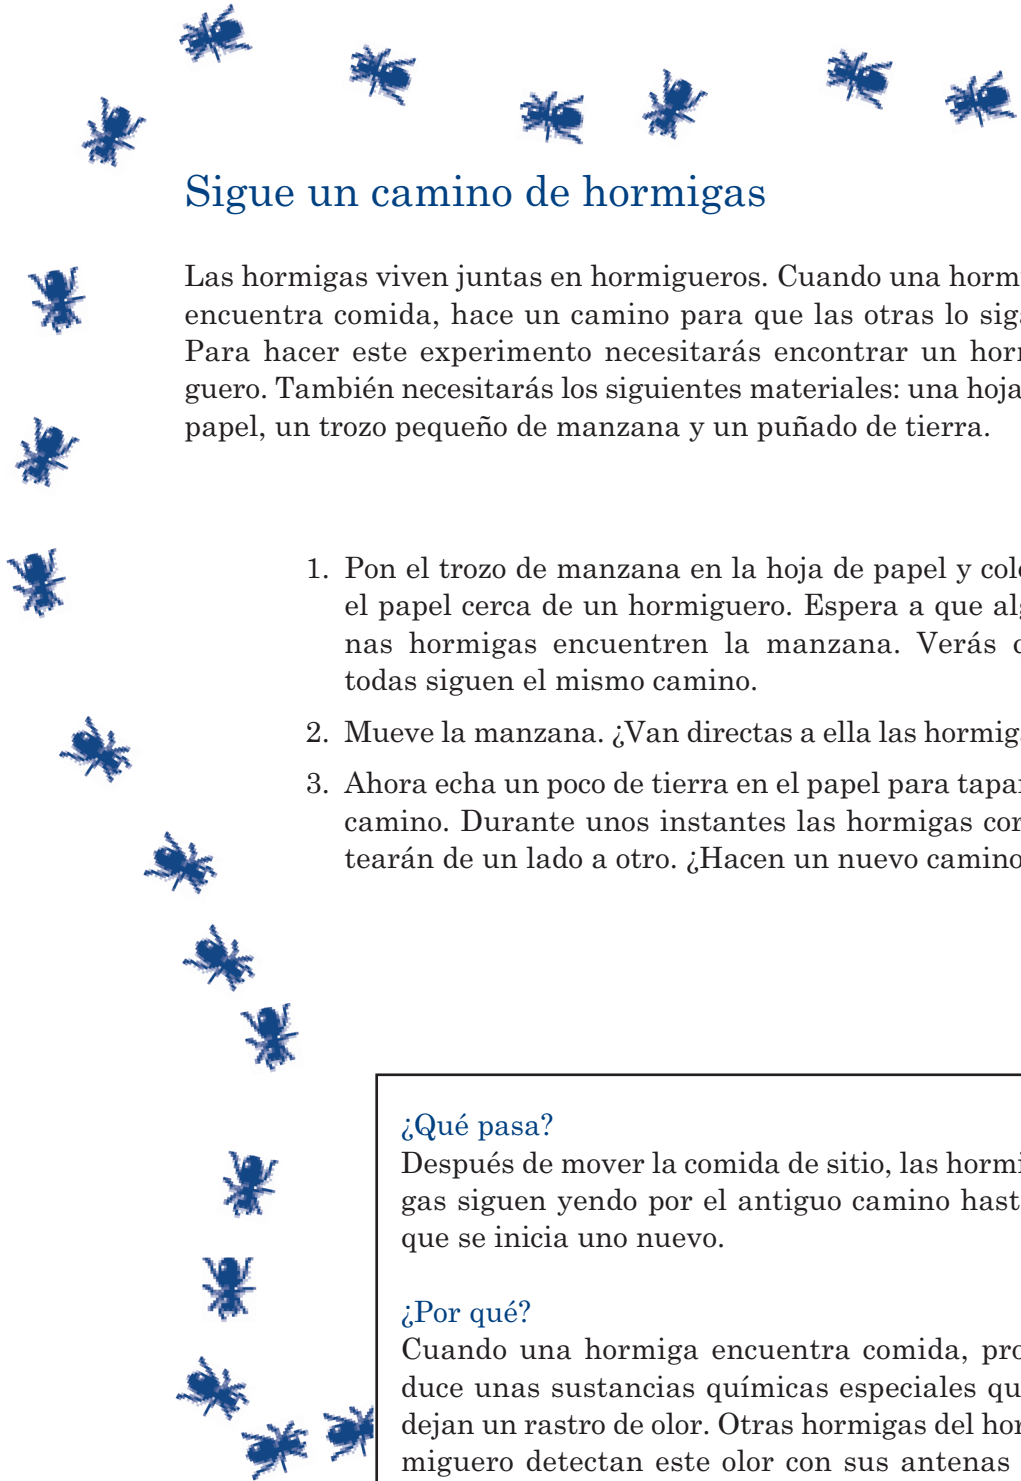 Sigue un camino de hormigas
Las hormigas viven juntas en hormigueros. Cuando una horm
encuentra comida, hace un camino para que las otras lo siga
Para hacer este experimento necesitarás encontrar un horm
guero. También necesitarás los siguientes materiales: una hoja
papel, un trozo pequeño de manzana y un puñado de tierra.
1. Pon el trozo de manzana en la hoja de papel y colo
el papel cerca de un hormiguero. Espera a que alg
nas hormigas encuentren la manzana. Verás q
todas siguen el mismo camino.
2. Mueve la manzana. ¿Van directas a ella las hormiga
3. Ahora echa un poco de tierra en el papel para tapar
camino. Durante unos instantes las hormigas cor
tearán de un lado a otro. ¿Hacen un nuevo camino
¿Qué pasa?
Después de mover la comida de sitio, las hormi
gas siguen yendo por el antiguo camino hast
que se inicia uno nuevo.
¿Por qué?
Cuando una hormiga encuentra comida, pro
duce unas sustancias químicas especiales qu
dejan un rastro de olor. Otras hormigas del hor
miguero detectan este olor con sus antenas